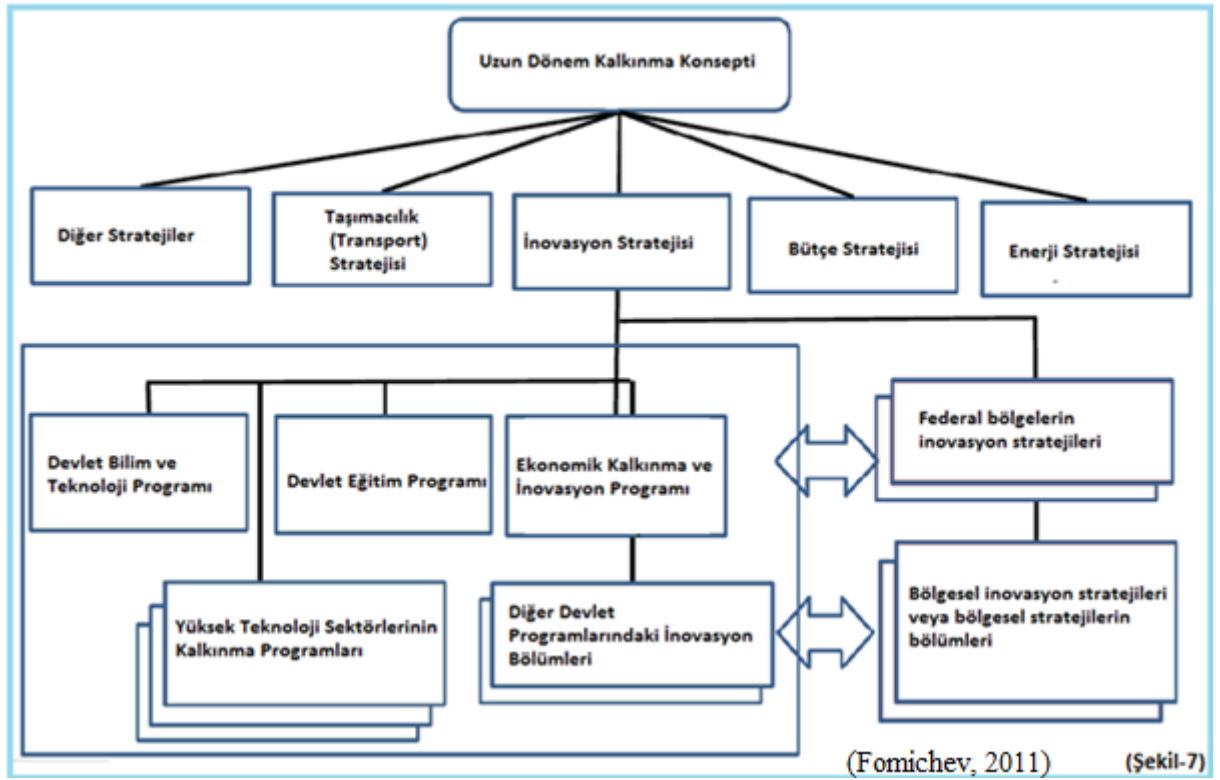 Uzun Dönem Kalkınma Konsepti
Diğer Stratejiler
Taşımacılık
(Transport)
Stratejisi
İnovasyon Stratejisi
Bütçe Stratejisi
Enerji Stratejisi
Devlet Bilim ve
Teknoloji Programı
Devlet Eğitim Programı
Ekonomik Kalkınma ve
İnovasyon Programı
Federal bölgelerin
inovasyon stratejileri
Yüksek Teknoloji Sektörlerinin
Kalkınma Programları
Diğer Devlet
Programlarındaki İnovasyon
Bölümleri
Bölgesel inovasyon stratejileri
veya bölgesel stratejilerin
bölümleri
(Fomichev, 2011)
(Şekil-7)